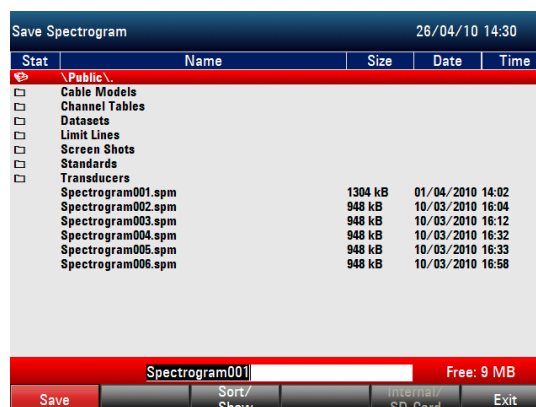 Save Spectrogram 26/04/10 14:30
Stat Name Size Date Time
\Public\.
Cable Models
Channel Tables
Datasets
Limit Lines
Screen Shots
Standards
Transducers
Spectrogram001.spm 1304 kB 01/04/2010 14:02
Spectrogram002.spm 948 kB 10/03/2010 16:04
Spectrogram003.spm 948 kB 10/03/2010 16:12
Spectrogram004.spm 948 kB 10/03/2010 16:32
Spectrogram005.spm 948 kB 10/03/2010 16:33
Spectrogram006.spm 948 kB 10/03/2010 16:58
Spectrogram001 Free: 9 MB
Save Sort/ Show Internal/ SD Card Exit